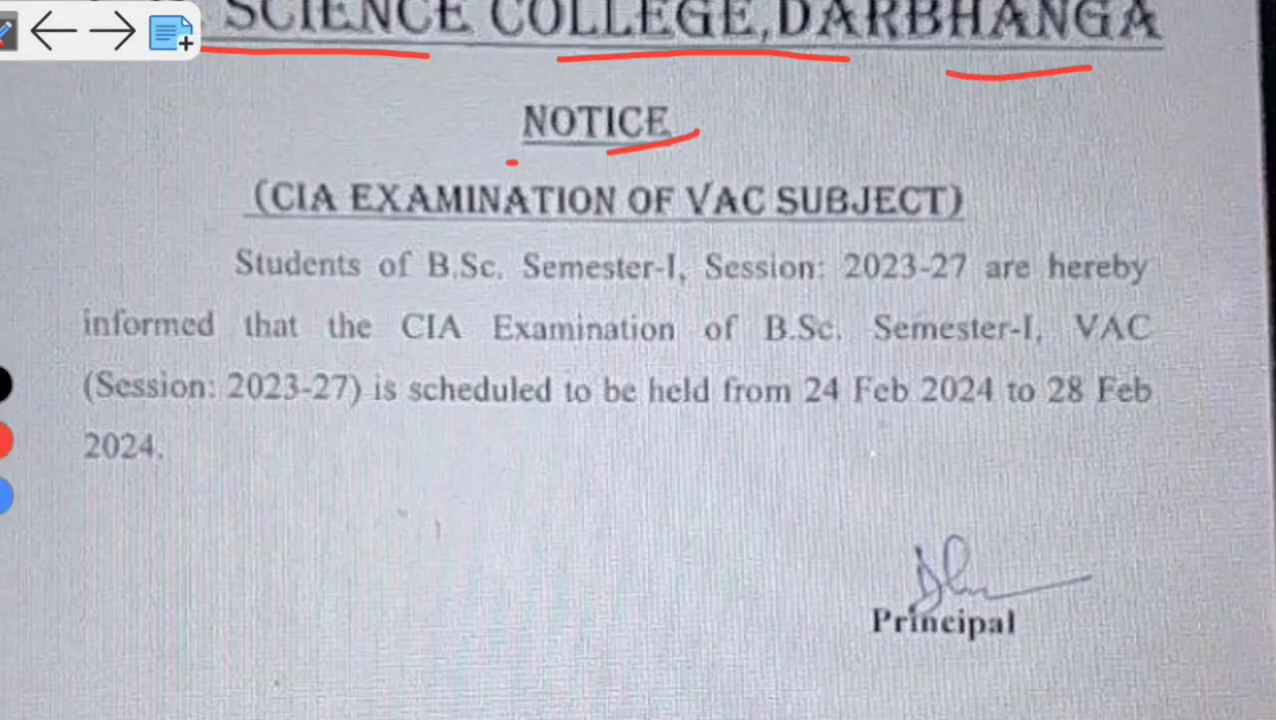 SCIENCE COLLEGE, DARBHANGA
NOTICE
(CIA EXAMINATION OF VAC SUBJECT)
Students of B.Sc. Semester-I, Session: 2023-27 are hereby
informed that the CIA Examination of B.Sc. Semester-I, VAC
(Session: 2023-27) is scheduled to be held from 24 Feb 2024 to 28 Feb
2024.
Principal